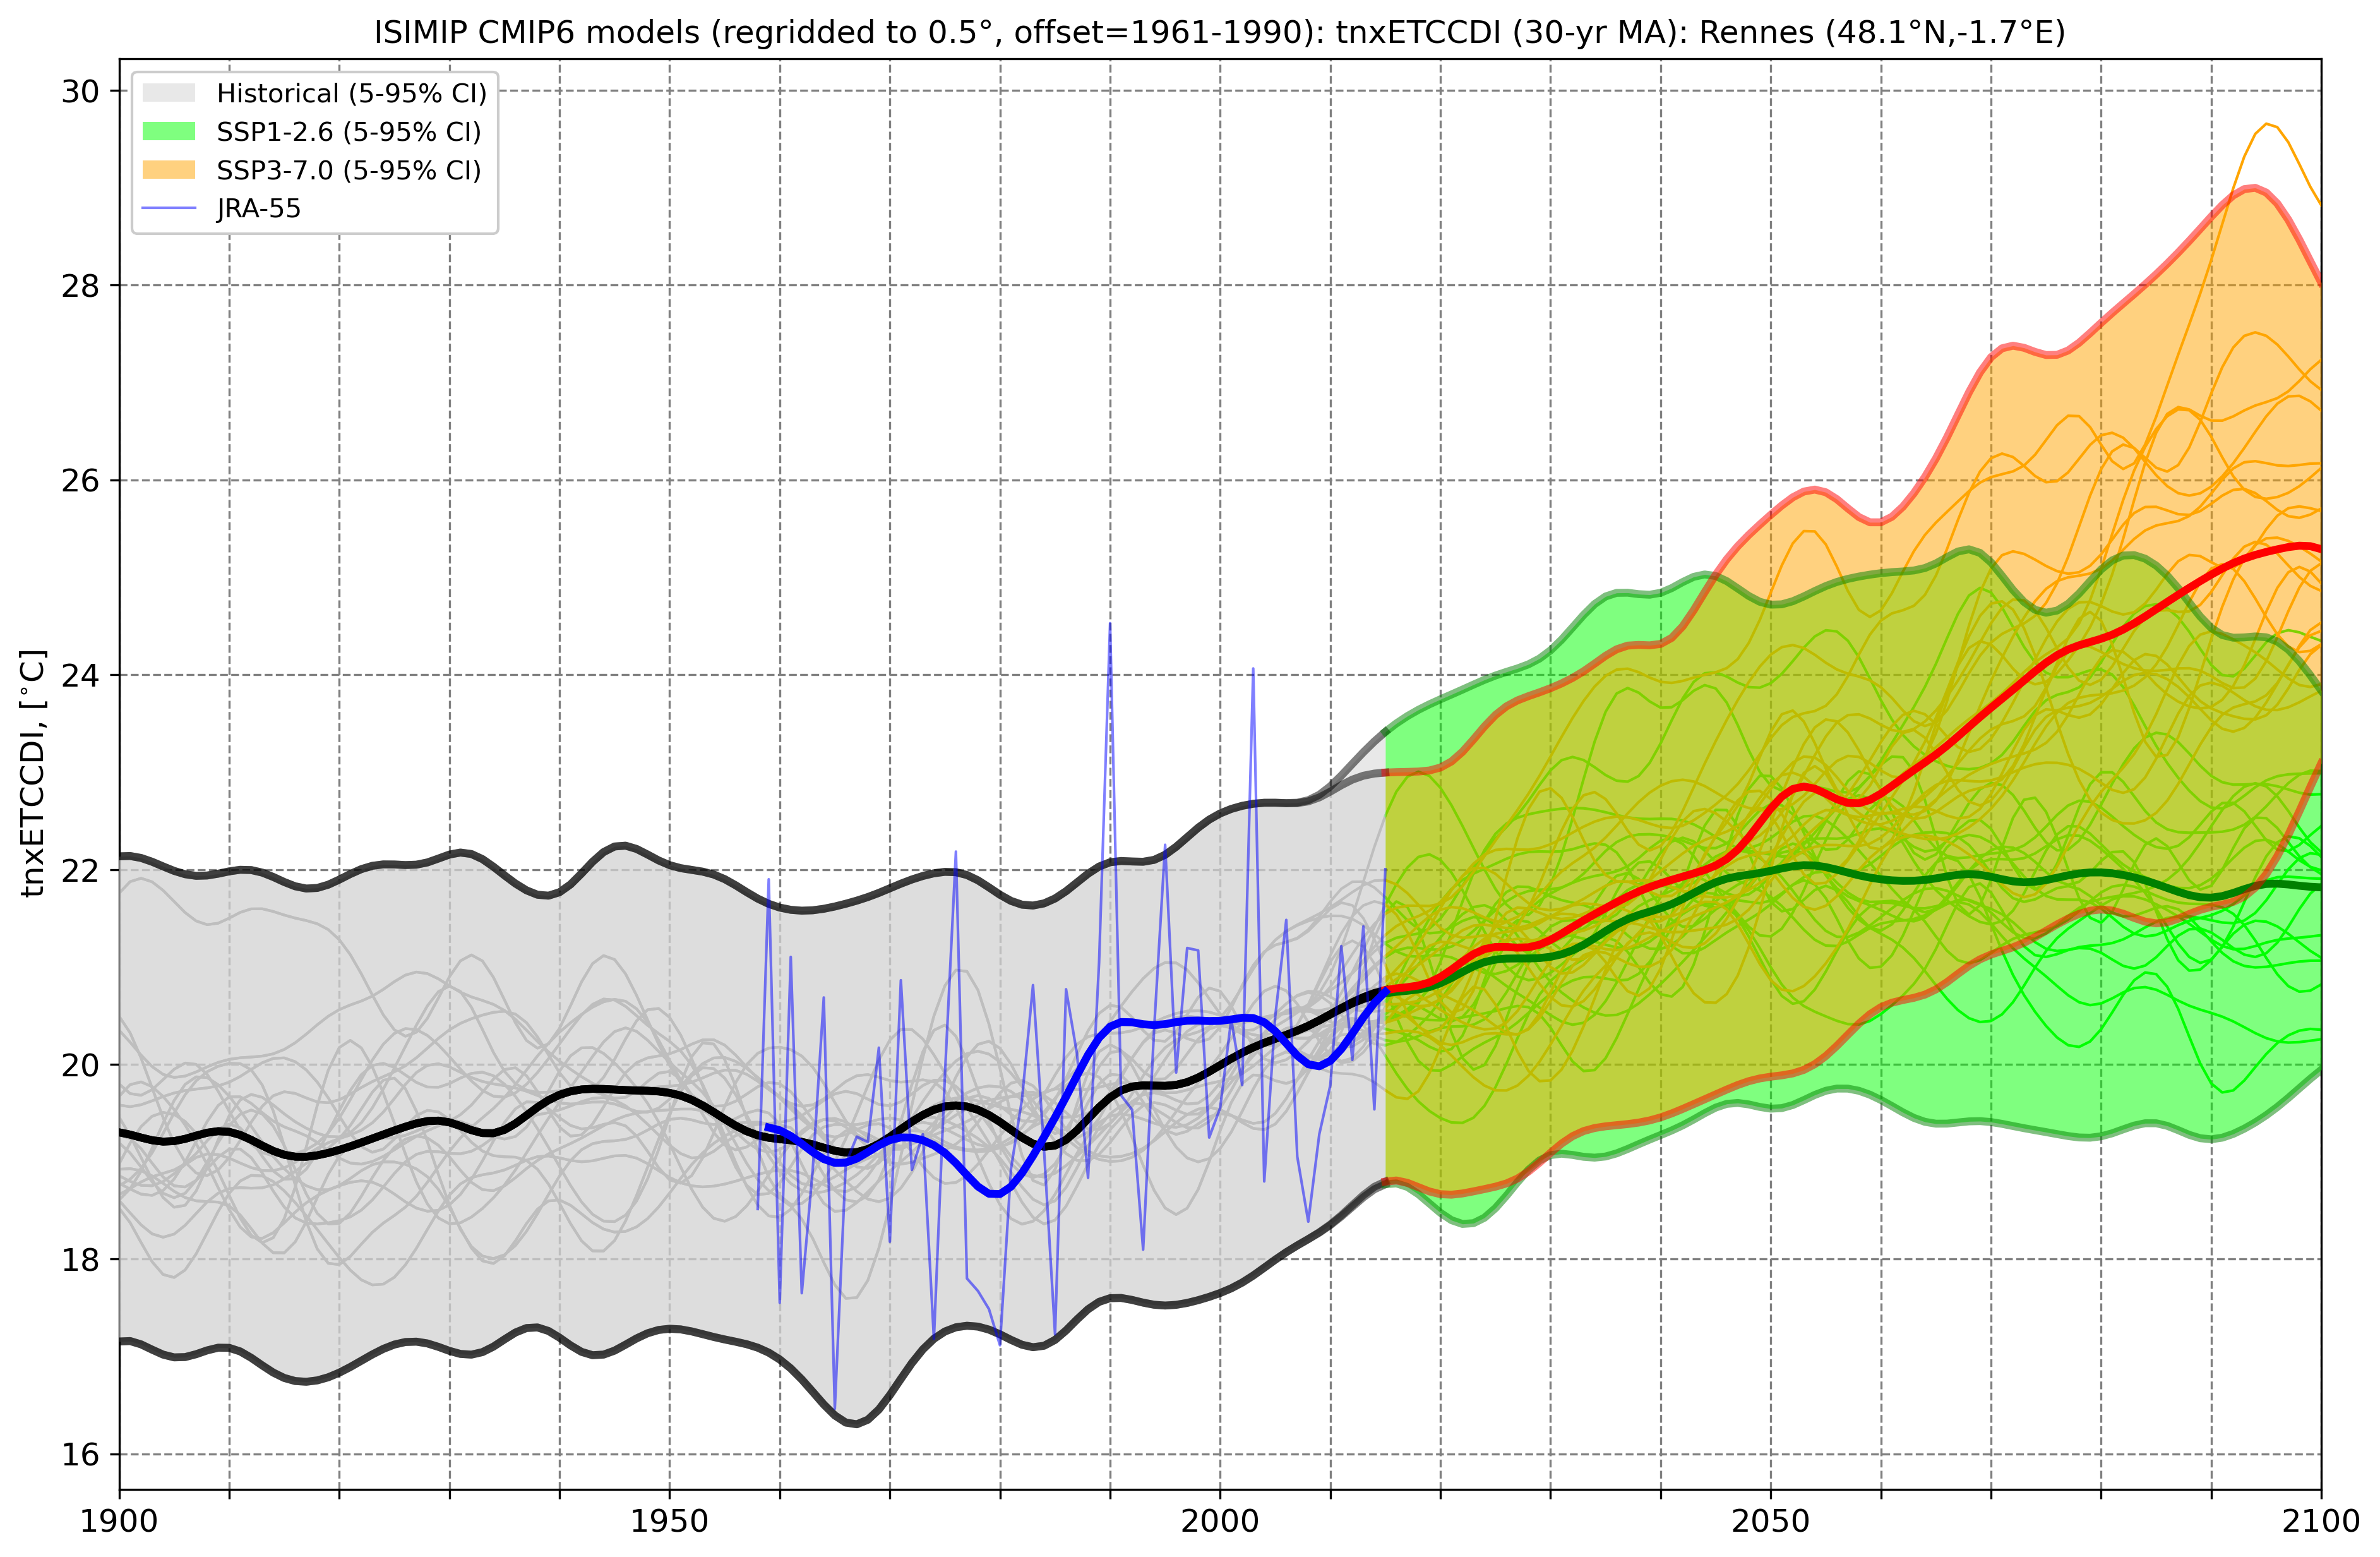 ISIMIP CMIP6 models (regridded to 0.5°, offset=1961-1990): tnxETCCDI (30-yr MA): Rennes (48.1°N,-1.7°E)
Historical (5-95% CI)
SSP1-2.6 (5-95% CI)
SSP3-7.0 (5-95% CI)
JRA-55
tnxETCCDI, [°C]
30
28
26
24
22
20
18
16
1900
1950
2000
2050
2100